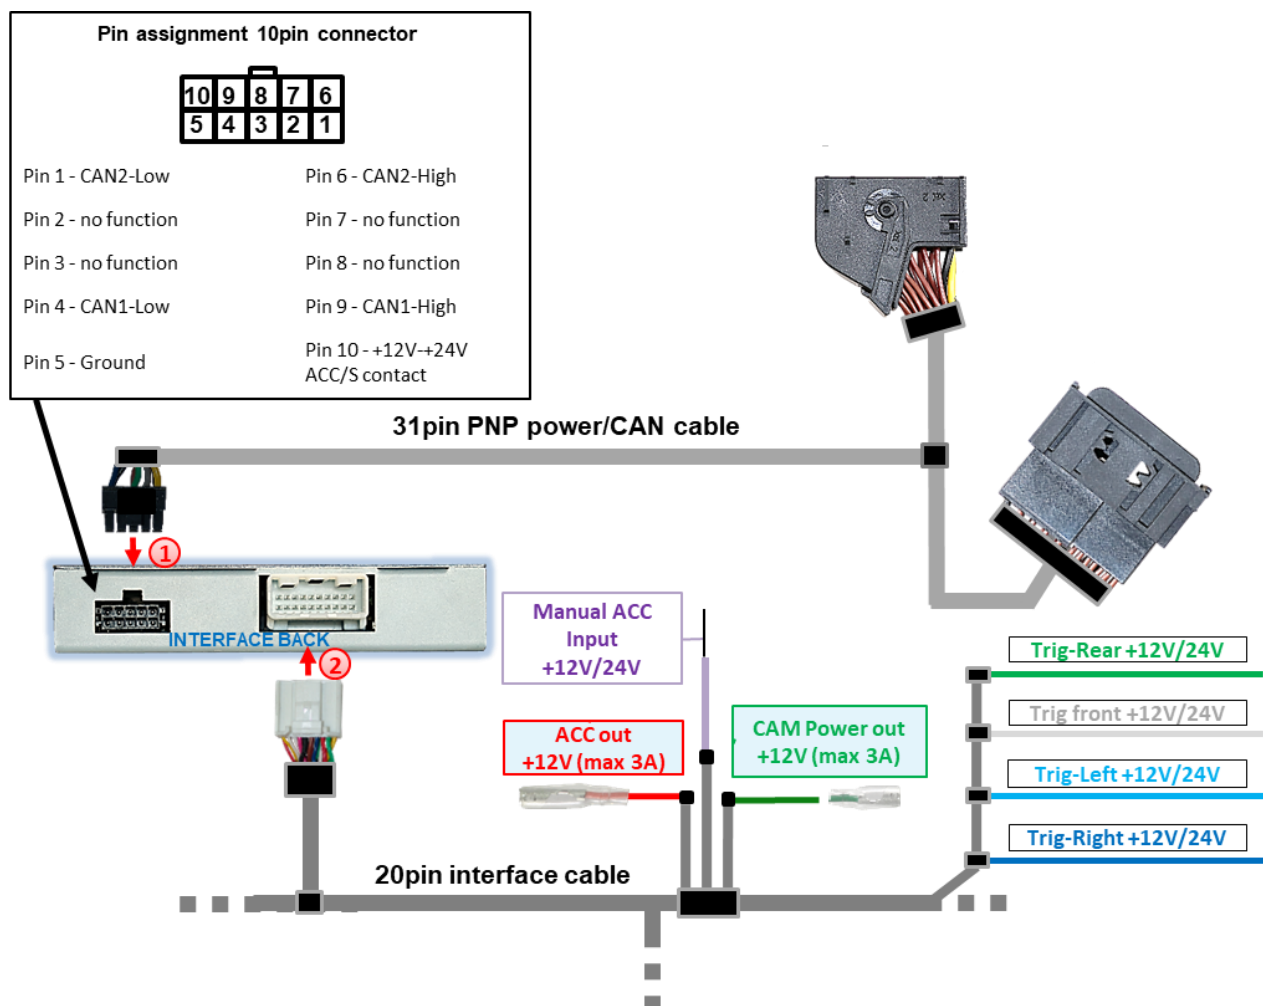 Pin assignment 10pin connector
10 9 8 7 6
5 4 3 2 1
Pin 1 - CAN2-Low
Pin 6 - CAN2-High
Pin 2 - no function
Pin 7 - no function
Pin 3 - no function
Pin 8 - no function
Pin 4 - CAN1-Low
Pin 9 - CAN1-High
Pin 5 - Ground
Pin 10 - +12V-+24V
ACC/S contact
31pin PNP power/CAN cable
1
INTERFACE BACK
2
Manual ACC
Input
+12V/24V
ACC out
+12V (max 3A)
CAM Power out
+12V (max 3A)
Trig-Rear +12V/24V
Trig front +12V/24V
Trig-Left +12V/24V
Trig-Right +12V/24V
20pin interface cable